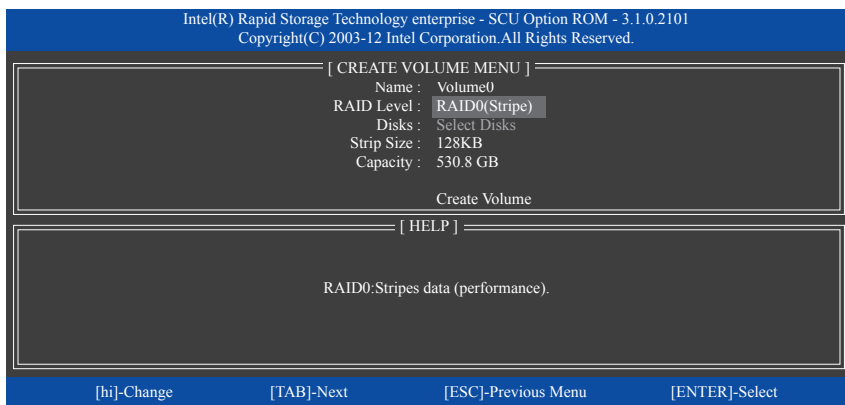 Intel(R) Rapid Storage Technology enterprise - SCU Option ROM - 3.1.0.2101
Copyright(C) 2003-12 Intel Corporation.All Rights Reserved.
[ CREATE VOLUME MENU ]
Name : Volume0
RAID Level : RAID0(Stripe)
Disks : Select Disks
Strip Size : 128KB
Capacity : 530.8 GB
Create Volume
[ HELP ]
RAID0:Stripes data (performance).
[hi]-Change [TAB]-Next [ESC]-Previous Menu [ENTER]-Select